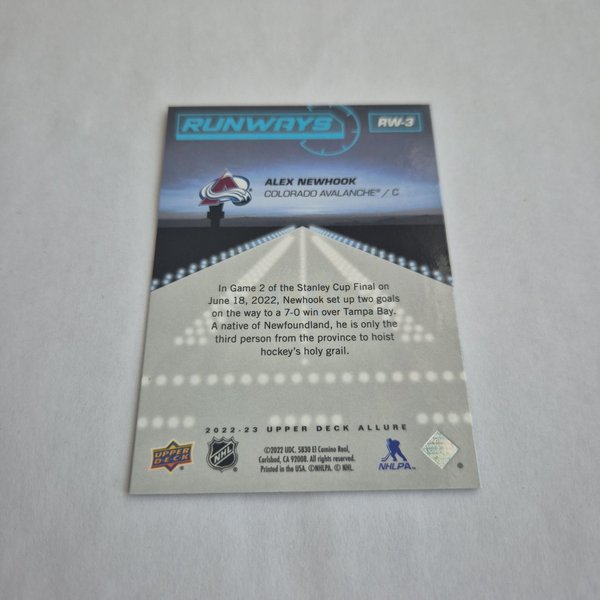 RUNWAYS
RW-3
ALEX NEWHOOK
COLORADO AVALANCHE® / C
In Game 2 of the Stanley Cup Final on
June 18, 2022, Newhook set up two goals
on the way to a 7-0 win over Tampa Bay.
A native of Newfoundland, he is only the
third person from the province to hoist
hockey's holy grail.
2022-23 UPPER DECK ALLURE
UPPER DECK
NHL
©2022 UDC. 5830 El Camino Real,
Carlsbad, CA 92008. All rights reserved.
Printed in the USA. ©NHLPA. © NHL.
NHLPA